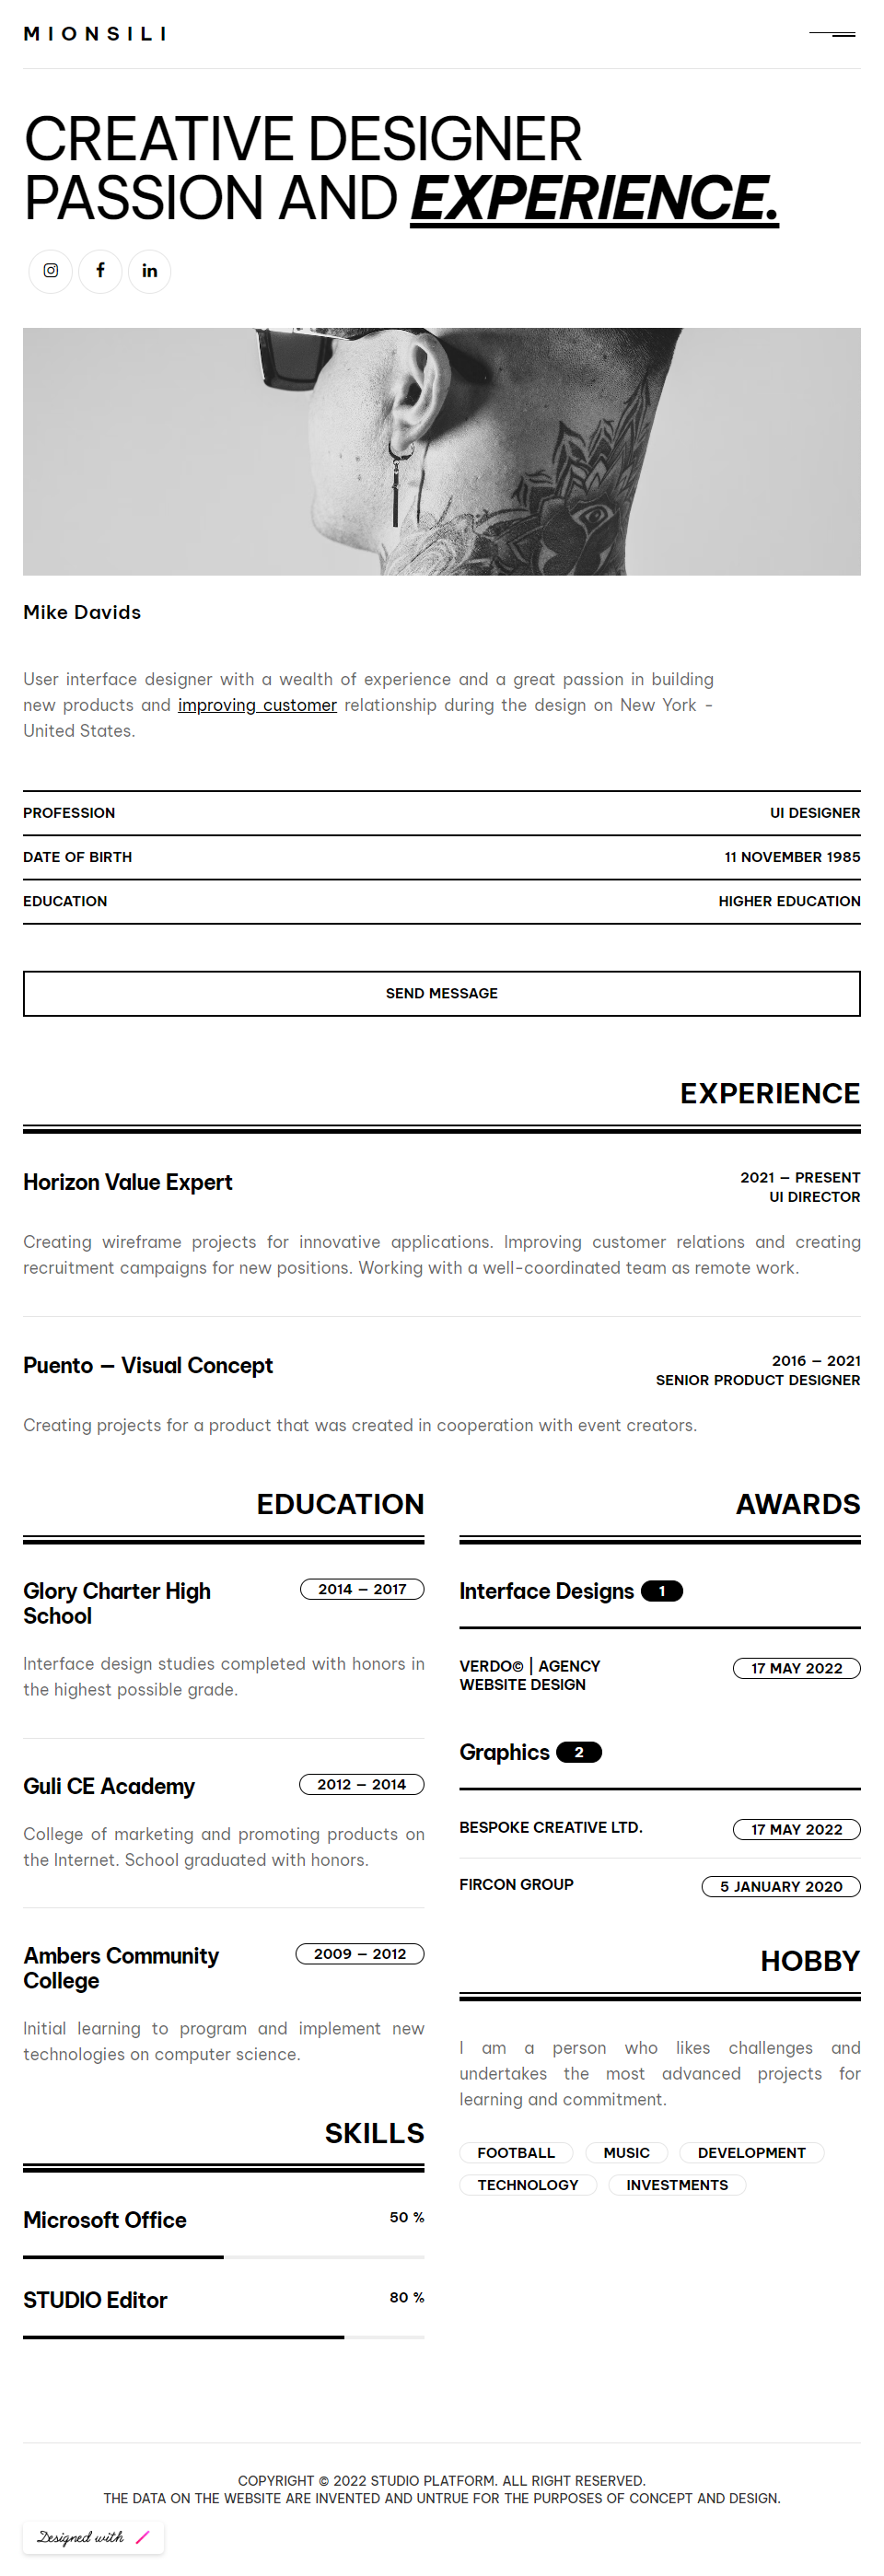 MIONSILI
CREATIVE DESIGNER
PASSION AND EXPERIENCE.
Mike Davids
User interface designer with a wealth of experience and a great passion in building
new products and improving customer relationship during the design on New York -
United States.
PROFESSION UI DESIGNER
DATE OF BIRTH 11 NOVEMBER 1985
EDUCATION HIGHER EDUCATION
SEND MESSAGE
EXPERIENCE
Horizon Value Expert
2021 — PRESENT
UI DIRECTOR
Creating wireframe projects for innovative applications. Improving customer relations and creating
recruitment campaigns for new positions. Working with a well-coordinated team as remote work.
Puento — Visual Concept
2016 — 2021
SENIOR PRODUCT DESIGNER
Creating projects for a product that was created in cooperation with event creators.
EDUCATION
Glory Charter High
School
2014 — 2017
Interface design studies completed with honors in
the highest possible grade.
Guli CE Academy 2012 — 2014
College of marketing and promoting products on
the Internet. School graduated with honors.
Ambers Community
College
2009 — 2012
Initial learning to program and implement new
technologies on computer science.
SKILLS
Microsoft Office 50 %
STUDIO Editor 80 %
AWARDS
Interface Designs 1
VERDO© | AGENCY
WEBSITE DESIGN
17 MAY 2022
Graphics 2
BESPOKE CREATIVE LTD. 17 MAY 2022
FIRCON GROUP 5 JANUARY 2020
HOBBY
I am a person who likes challenges and
undertakes the most advanced projects for
learning and commitment.
FOOTBALL MUSIC DEVELOPMENT
TECHNOLOGY INVESTMENTS
COPYRIGHT © 2022 STUDIO PLATFORM. ALL RIGHT RESERVED.
THE DATA ON THE WEBSITE ARE INVENTED AND UNTRUE FOR THE PURPOSES OF CONCEPT AND DESIGN.
Designed with